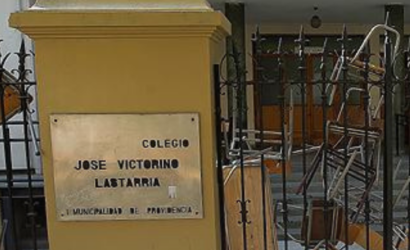 COLEGIO
JOSE VICTORINO
LASTARRIA
I MUNICIPALIDAD DE PROVIDENCIA